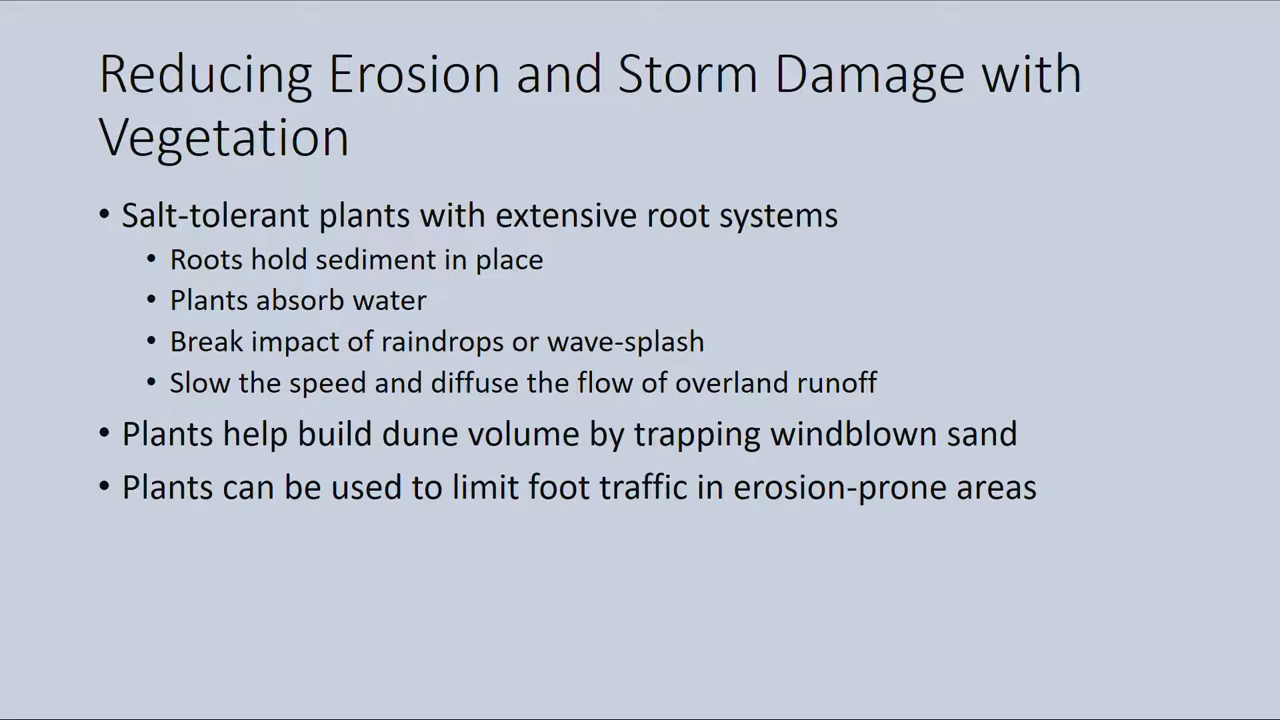 Reducing Erosion and Storm Damage with
Vegetation
• Salt-tolerant plants with extensive root systems
• Roots hold sediment in place
• Plants absorb water
• Break impact of raindrops or wave-splash
• Slow the speed and diffuse the flow of overland runoff
• Plants help build dune volume by trapping windblown sand
• Plants can be used to limit foot traffic in erosion-prone areas